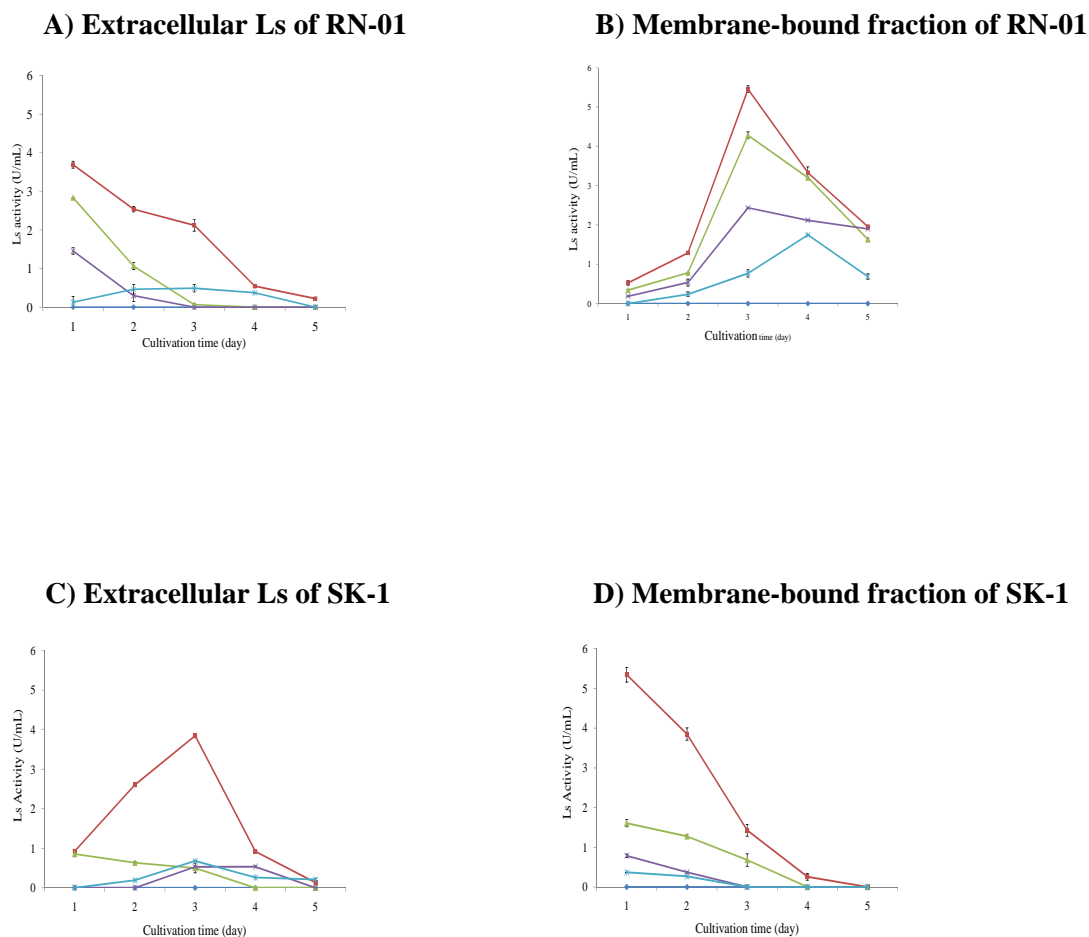 A) Extracellular Ls of RN-01
B) Membrane-bound fraction of RN-01
Ls activity (U/mL)
6
5
4
3
2
1
0
1 2 3 4 5
Cultivation time (day)
Ls activity (U/mL)
6
5
4
3
2
1
0
1 2 3 4 5
Cultivation time (day)
C) Extracellular Ls of SK-1
D) Membrane-bound fraction of SK-1
Ls Activity (U/mL)
6
5
4
3
2
1
0
1 2 3 4 5
Cultivation time (day)
Ls Activity (U/mL)
6
5
4
3
2
1
0
1 2 3 4 5
Cultivation time (day)